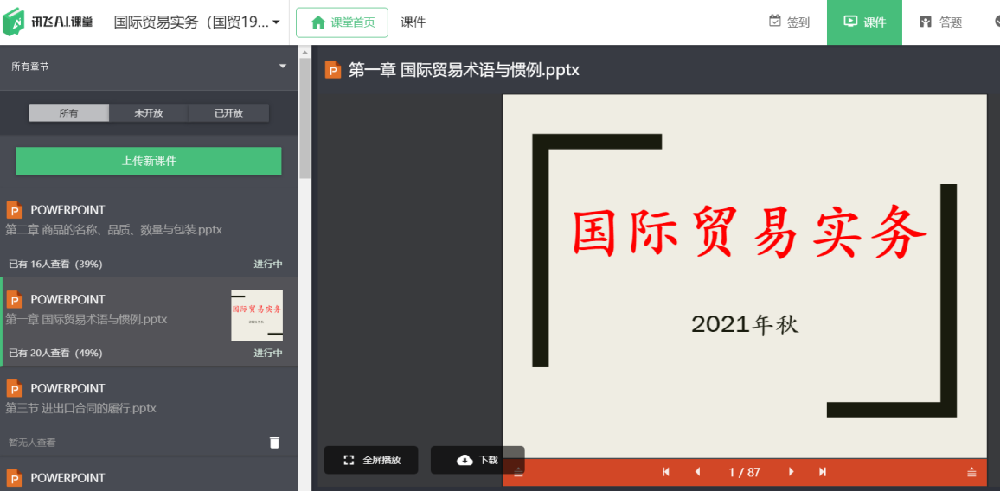 讯飞A.I.课堂
国际贸易实务（国贸19...
课堂首页
课件
签到
课件
答题
所有章节
所有
未开放
已开放
上传新课件
POWERPOINT
第二章 商品的名称、品质、数量与包装.pptx
已有 16人查看（39%）
进行中
POWERPOINT
第一章 国际贸易术语与惯例.pptx
国际贸易实务
2021年秋
已有 20人查看（49%）
进行中
POWERPOINT
第三节 进出口合同的履行.pptx
暂无人查看
POWERPOINT
第一章 国际贸易术语与惯例.pptx
国际贸易实务
2021年秋
全屏播放
下载
1 / 87